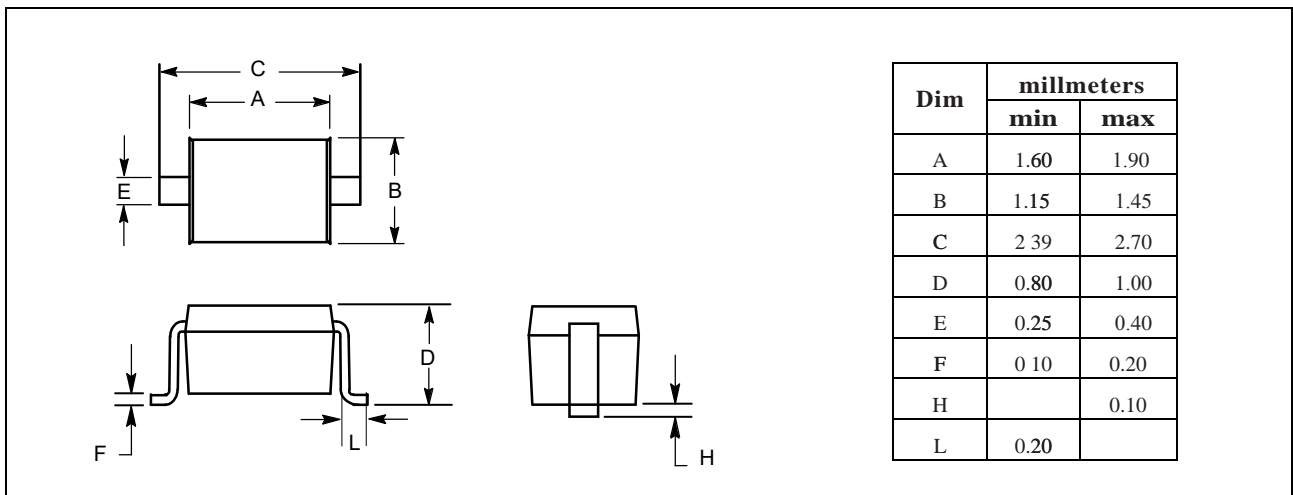 C
A
E
B
D
F
L
H
Dim millmeters
min max
A 1.60 1.90
B 1.15 1.45
C 2 39 2.70
D 0.80 1.00
E 0.25 0.40
F 0 10 0.20
H 0.10
L 0.20